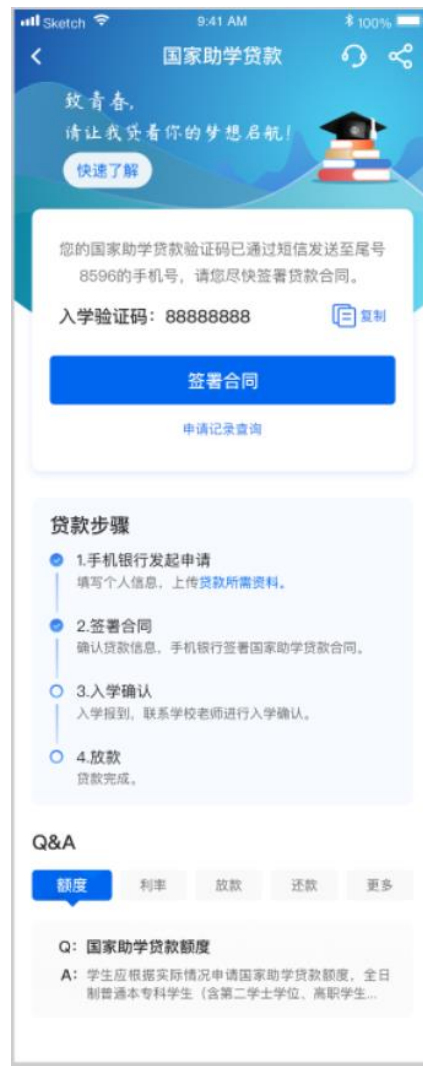 Sketch 9:41 AM 100%
国家助学贷款
致青春，
请让我贷着你的梦想启航！
快速了解
您的国家助学贷款验证码已通过短信发送至尾号
8596的手机号，请您尽快签署贷款合同。
入学验证码：88888888 复制
签署合同
申请记录查询
贷款步骤
1.手机银行发起申请
填写个人信息，上传贷款所需资料。
2.签署合同
确认贷款信息，手机银行签署国家助学贷款合同。
3.入学确认
入学报到，联系学校老师进行入学确认。
4.放款
贷款完成。
Q&A
额度 利率 放款 还款 更多
Q：国家助学贷款额度
A：学生应根据实际情况申请国家助学贷款额度，全日
制普通本专科学生（含第二学士学位、高职学生...